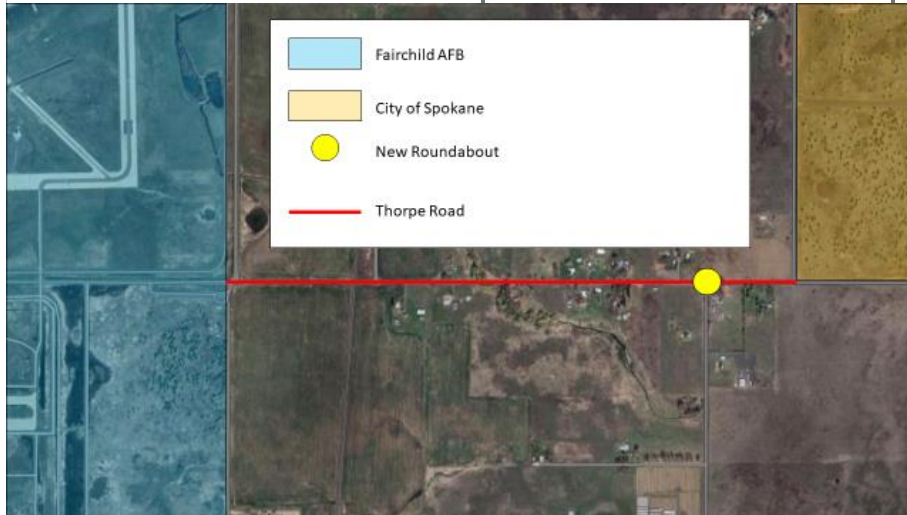 Fairchild AFB
City of Spokane
New Roundabout
Thorpe Road